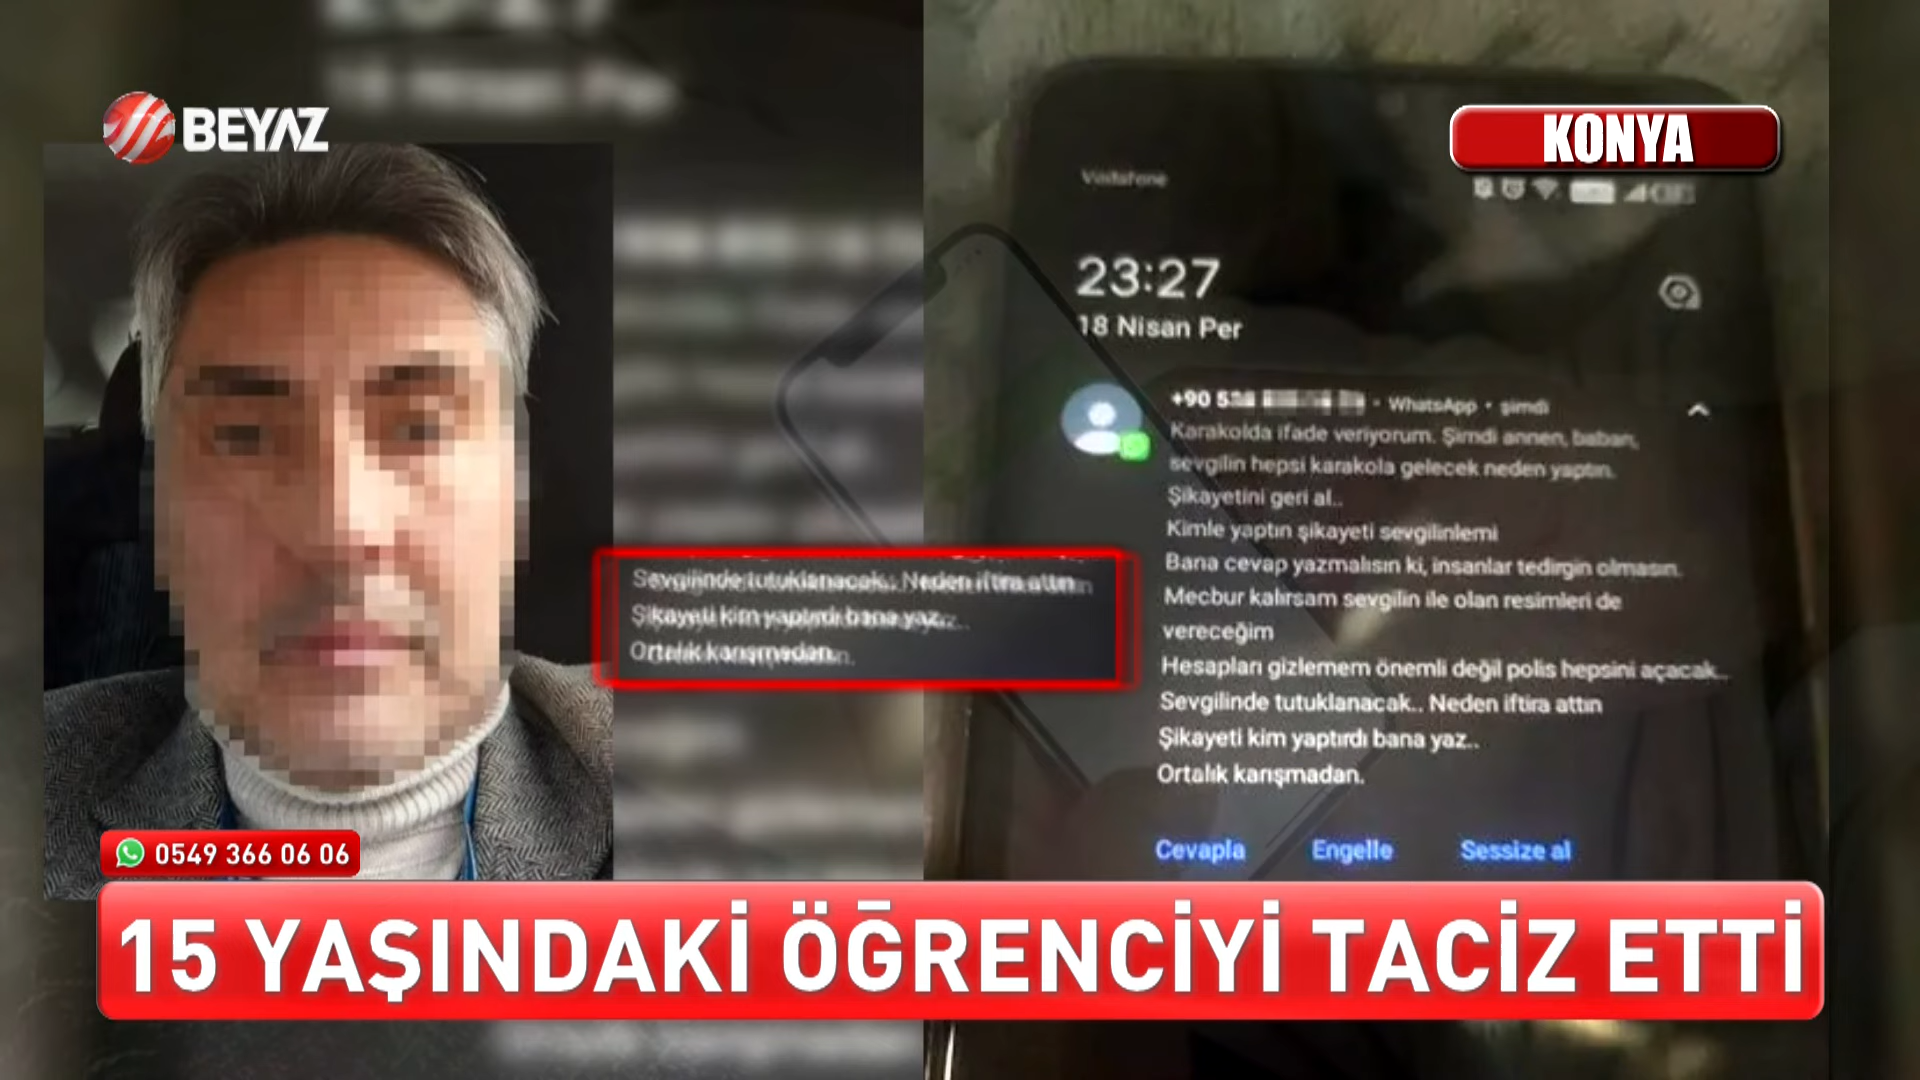 BEYAZ
KONYA
Vodafone
23:27
18 Nisan Per
+90 WhatsApp • şimdi
Karakolda ifade veriyorum. Şimdi annen, baban,
sevgilin hepsi karakola gelecek neden yaptın.
Şikayetini geri al..
Kimle yaptın şikayeti sevgilinlemi
Bana cevap yazmalısın ki, insanlar tedirgin olmasın.
Mecbur kalırsam sevgilin ile olan resimleri de
vereceğim
Hesapları gizlemem önemli değil polis hepsini açacak..
Sevgilinde tutuklanacak.. Neden iftira attın
Şikayeti kim yaptırdı bana yaz..
Ortalık karışmadan.
Cevapla Engelle Sessize al
Sevgilinde tutuklanacak.. Neden iftira attın
Şikayeti kim yaptırdı bana yaz..
Ortalık karışmadan.
0549 366 06 06
15 YAŞINDAKİ ÖĞRENCİYİ TACİZ ETTİ